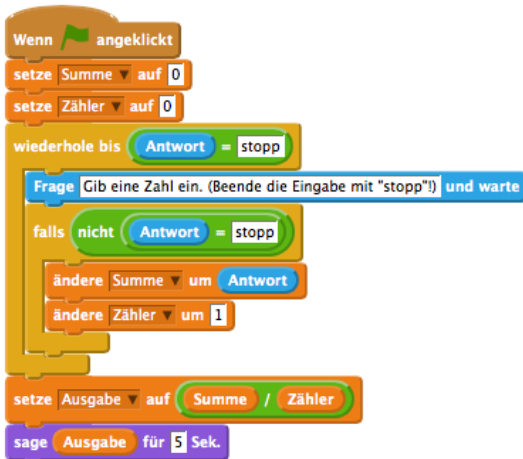 Wenn angeklickt
setze Summe auf 0
setze Zähler auf 0
wiederhole bis Antwort = stopp
Frage Gib eine Zahl ein. (Beende die Eingabe mit "stopp"!) und warte
falls nicht Antwort = stopp
ändere Summe um Antwort
ändere Zähler um 1
setze Ausgabe auf Summe / Zähler
sage Ausgabe für 5 Sek.